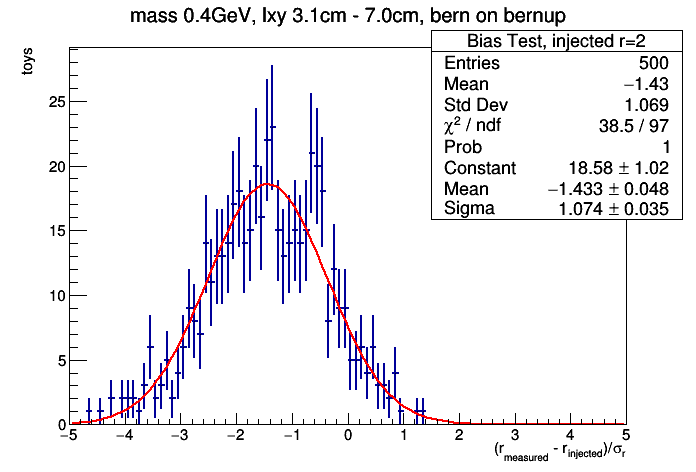 mass 0.4GeV, lxy 3.1cm - 7.0cm, bern on bernup
toys
Bias Test, injected r=2
Entries 500
Mean −1.43
Std Dev 1.069
χ² / ndf 38.5 / 97
Prob 1
Constant 18.58 ± 1.02
Mean −1.433 ± 0.048
Sigma 1.074 ± 0.035
25
20
15
10
5
0
−5 −4 −3 −2 −1 0 1 2 3 4 5
(r_measured - r_injected)/σ_r